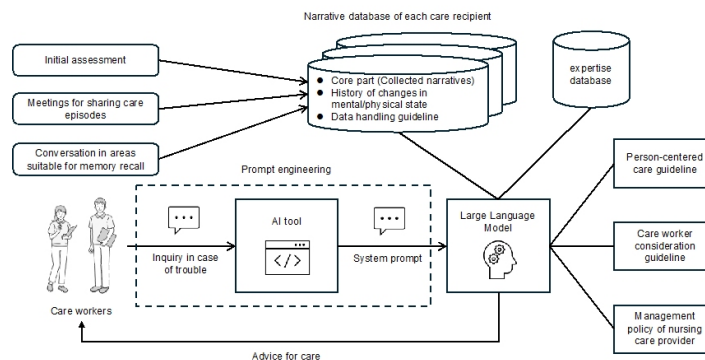 Narrative database of each care recipient
Initial assessment
Meetings for sharing care
episodes
Conversation in areas
suitable for memory recall
● Core part (Collected narratives)
● History of changes in
mental/physical state
● Data handling guideline
expertise
database
Prompt engineering
Care workers
Inquiry in case of
trouble
AI tool
</>
System prompt
Large Language
Model
Person-centered
care guideline
Care worker
consideration
guideline
Management
policy of nursing
care provider
Advice for care